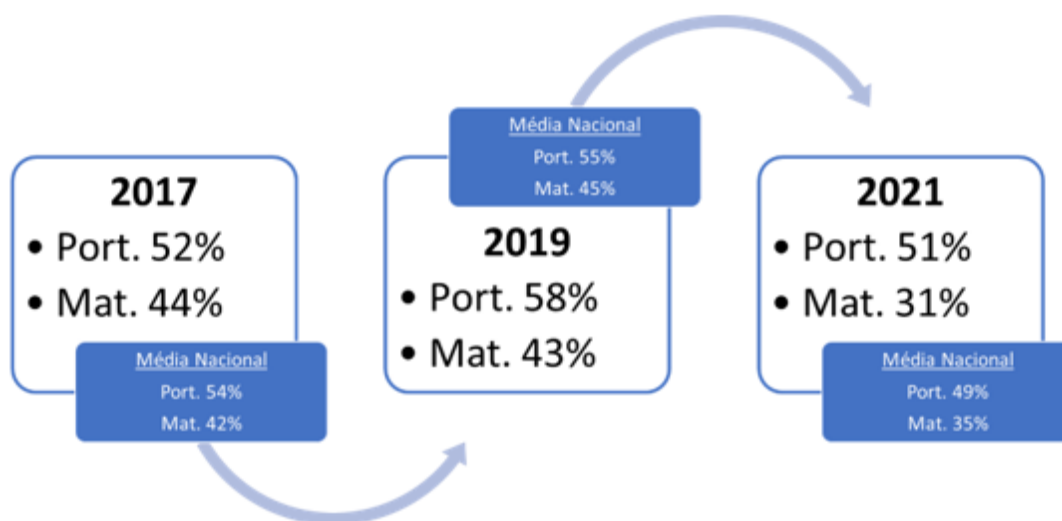 2017
• Port. 52%
• Mat. 44%
Média Nacional
Port. 54%
Mat. 42%
Média Nacional
Port. 55%
Mat. 45%
2019
• Port. 58%
• Mat. 43%
2021
• Port. 51%
• Mat. 31%
Média Nacional
Port. 49%
Mat. 35%